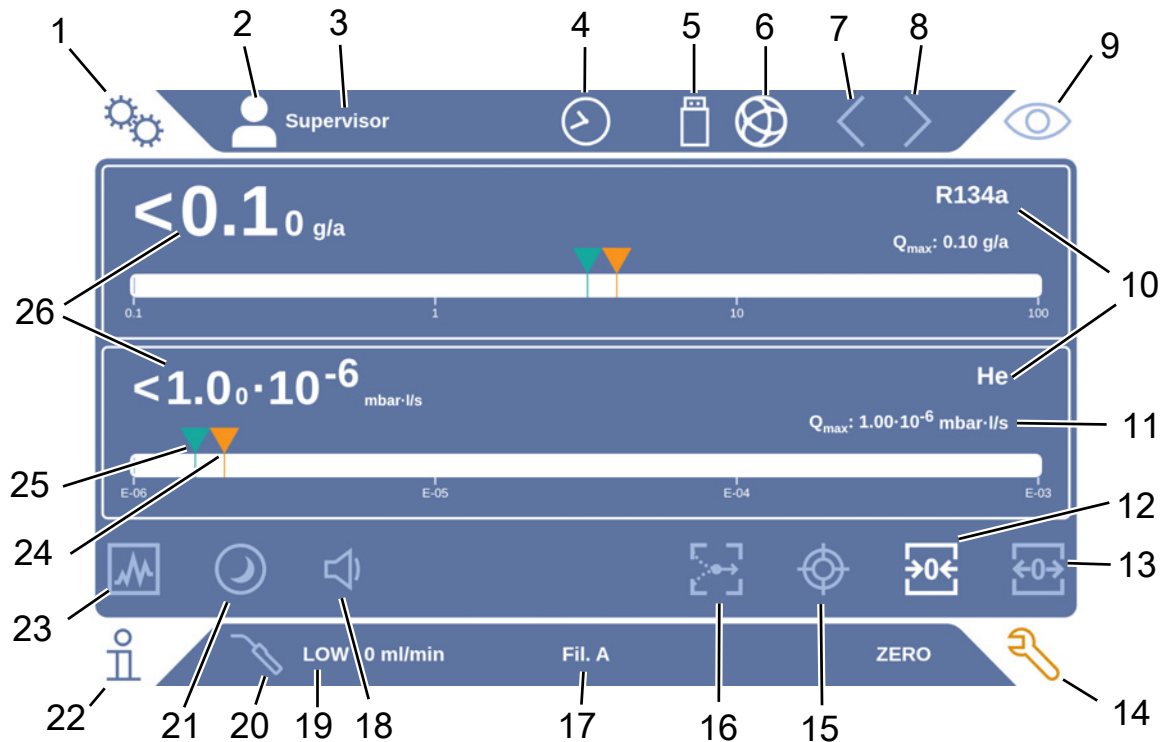 1 2 3 4 5 6 7 8 9
Supervisor
<0.10 g/a
R134a
Qmax: 0.10 g/a
0.1 1 10 100
26
10
<1.00·10-6 mbar·l/s
He
Qmax: 1.00·10-6 mbar·l/s
11
25
E-06 E-05 E-04 E-03
24
12
→0←
←0→
13
23
LOW 0 ml/min
Fil. A
ZERO
22 21 20 19 18 17 16 15 14